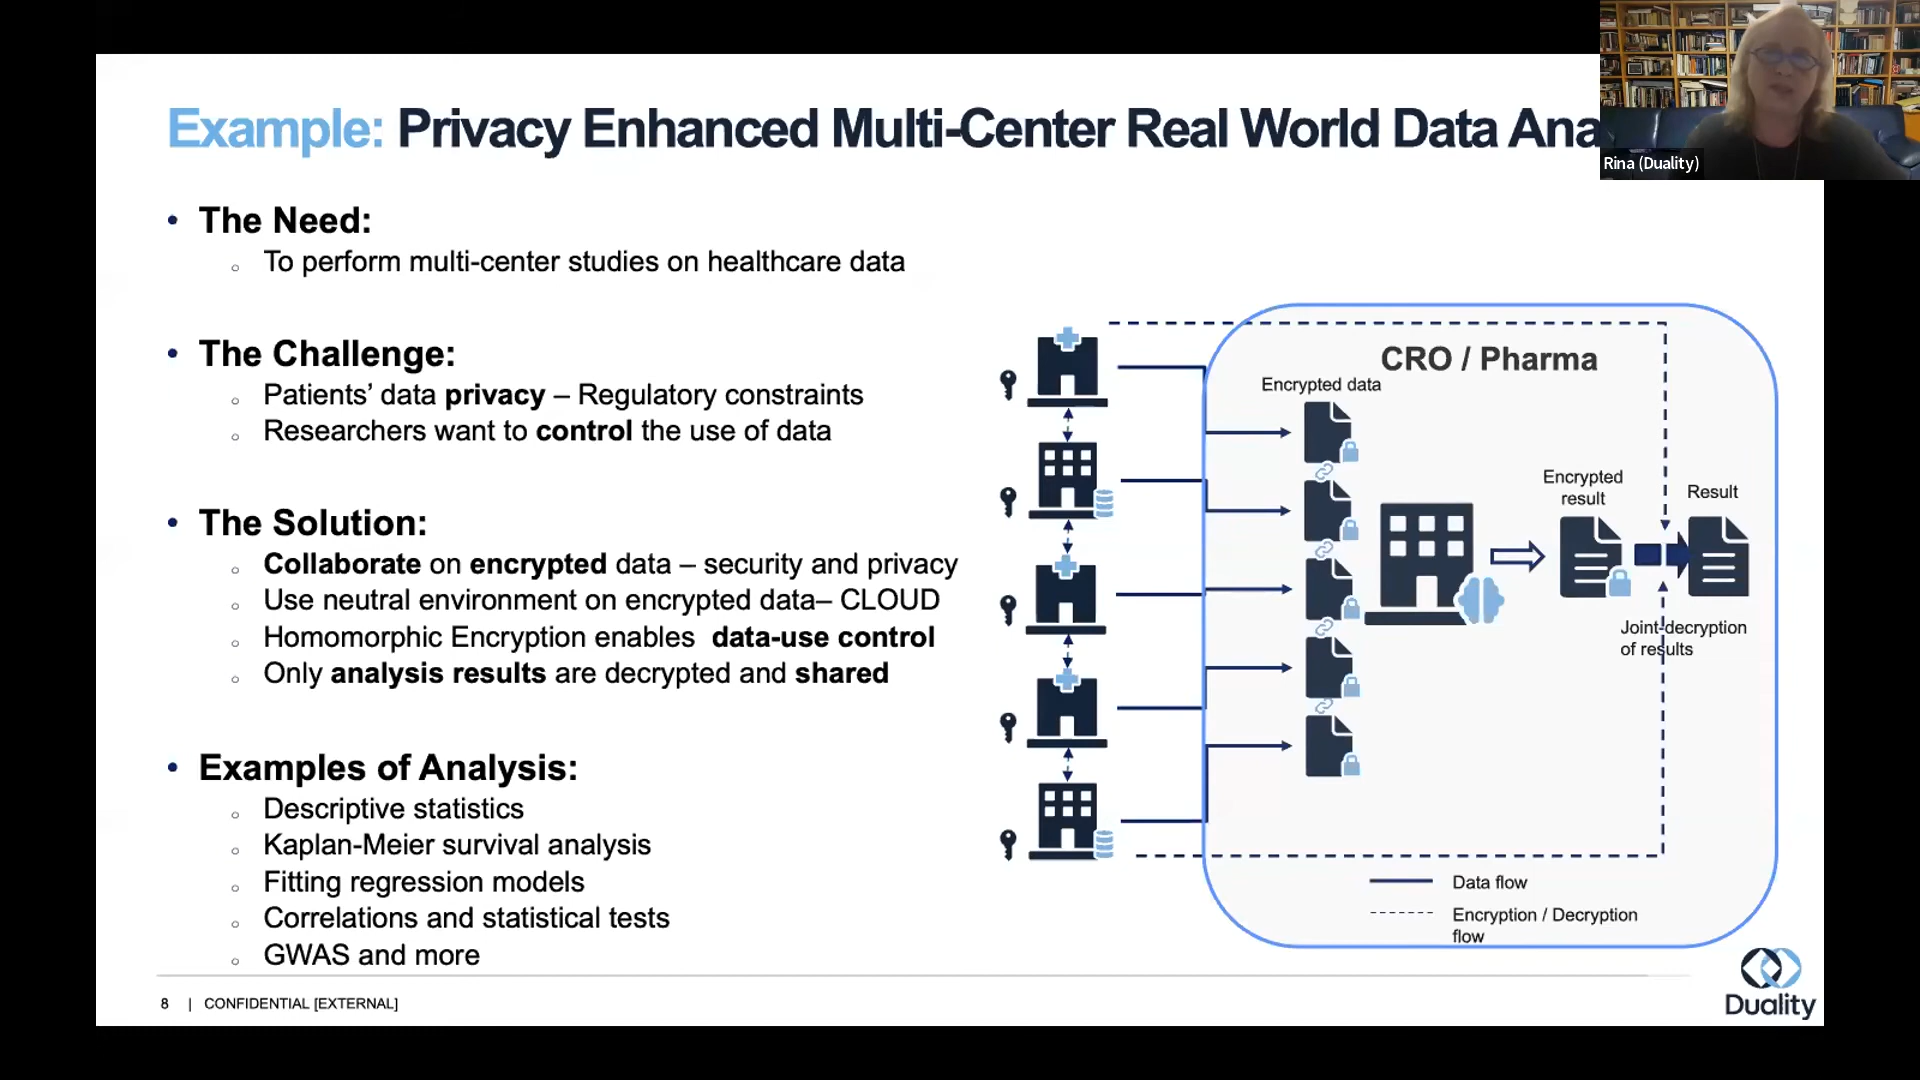 Example: Privacy Enhanced Multi-Center Real World Data
Rina (Duality)
• The Need:
To perform multi-center studies on healthcare data
• The Challenge:
Patients’ data privacy – Regulatory constraints
Researchers want to control the use of data
• The Solution:
Collaborate on encrypted data – security and privacy
Use neutral environment on encrypted data– CLOUD
Homomorphic Encryption enables data-use control
Only analysis results are decrypted and shared
• Examples of Analysis:
Descriptive statistics
Kaplan-Meier survival analysis
Fitting regression models
Correlations and statistical tests
GWAS and more
CRO / Pharma
Encrypted data
Encrypted
result
Result
Joint-decryption
of results
Data flow
Encryption / Decryption
flow
8 | CONFIDENTIAL [EXTERNAL]
Duality